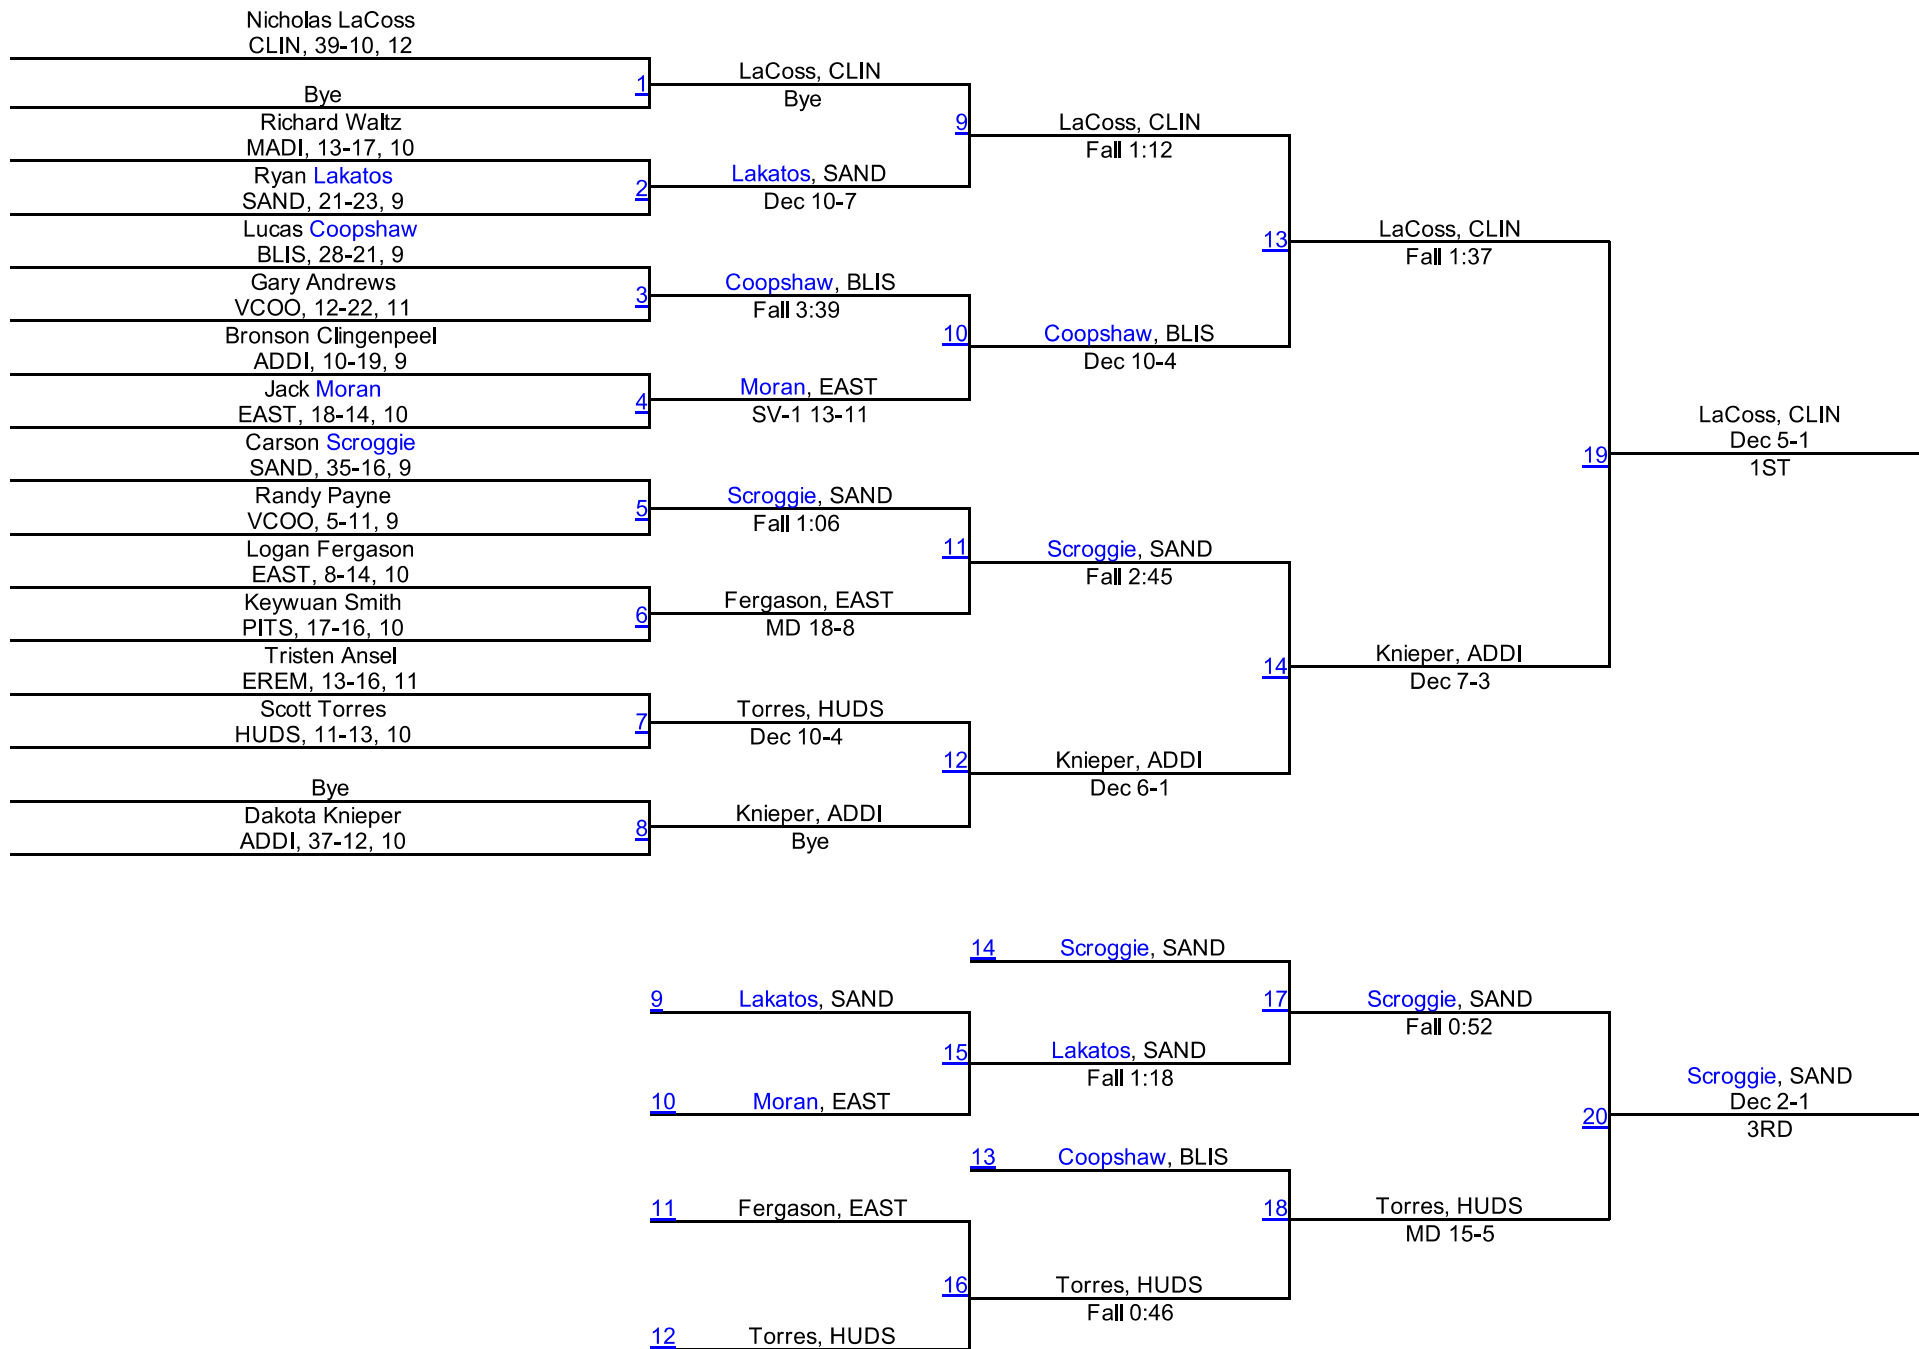 Nicholas LaCoss
CLIN, 39-10, 12
Bye
1
Richard Waltz
MADI, 13-17, 10
Ryan Lakatos
SAND, 21-23, 9
2
Lucas Coopshaw
BLIS, 28-21, 9
Gary Andrews
VCOO, 12-22, 11
3
Bronson Clingenpeel
ADDI, 10-19, 9
Jack Moran
EAST, 18-14, 10
4
Carson Scroggie
SAND, 35-16, 9
Randy Payne
VCOO, 5-11, 9
5
Logan Fergason
EAST, 8-14, 10
Keywuan Smith
PITS, 17-16, 10
6
Tristen Ansel
EREM, 13-16, 11
Scott Torres
HUDS, 11-13, 10
7
Bye
Dakota Knieper
ADDI, 37-12, 10
8
LaCoss, CLIN
Bye
9
Lakatos, SAND
Dec 10-7
Coopshaw, BLIS
Fall 3:39
10
Moran, EAST
SV-1 13-11
Scroggie, SAND
Fall 1:06
11
Fergason, EAST
MD 18-8
Torres, HUDS
Dec 10-4
12
Knieper, ADDI
Bye
LaCoss, CLIN
Fall 1:12
13
Coopshaw, BLIS
Dec 10-4
Scroggie, SAND
Fall 2:45
14
Knieper, ADDI
Dec 6-1
LaCoss, CLIN
Fall 1:37
19
Knieper, ADDI
Dec 7-3
LaCoss, CLIN
Dec 5-1
1ST
9
Lakatos, SAND
15
10
Moran, EAST
11
Fergason, EAST
16
12
Torres, HUDS
14
Scroggie, SAND
17
Lakatos, SAND
Fall 1:18
13
Coopshaw, BLIS
18
Torres, HUDS
Fall 0:46
Scroggie, SAND
Fall 0:52
20
Torres, HUDS
MD 15-5
Scroggie, SAND
Dec 2-1
3RD